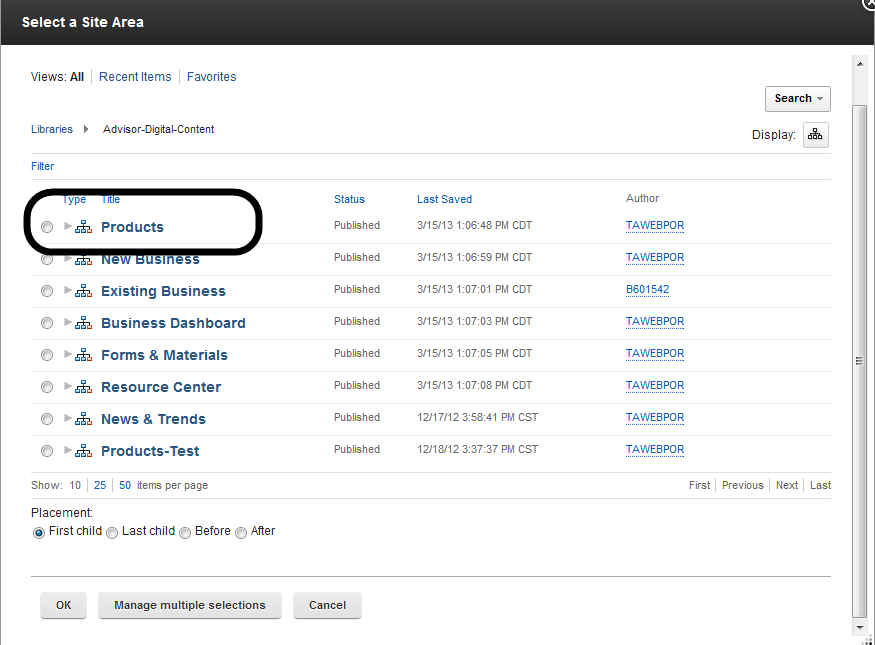 Select a Site Area
Views: All Recent Items Favorites
Search
Libraries Advisor-Digital-Content
Display:
Filter
Type Title Status Last Saved Author
Products Published 3/15/13 1:06:48 PM CDT TAWEBPOR
New Business Published 3/15/13 1:06:59 PM CDT TAWEBPOR
Existing Business Published 3/15/13 1:07:01 PM CDT B601542
Business Dashboard Published 3/15/13 1:07:03 PM CDT TAWEBPOR
Forms & Materials Published 3/15/13 1:07:05 PM CDT TAWEBPOR
Resource Center Published 3/15/13 1:07:08 PM CDT TAWEBPOR
News & Trends Published 12/17/12 3:58:41 PM CST TAWEBPOR
Products-Test Published 12/18/12 3:37:37 PM CST TAWEBPOR
Show: 10 25 50 items per page First Previous Next Last
Placement:
First child Last child Before After
OK Manage multiple selections Cancel